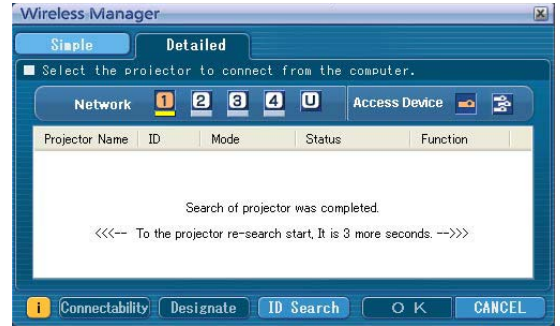 Wireless Manager
Simple Detailed
Select the projector to connect from the computer.
Network 1 2 3 4 U Access Device
Projector Name ID Mode Status Function
Search of projector was completed.
<<<-- To the projector re-search start, It is 3 more seconds. -->>>
i Connectability Designate ID Search O K CANCEL